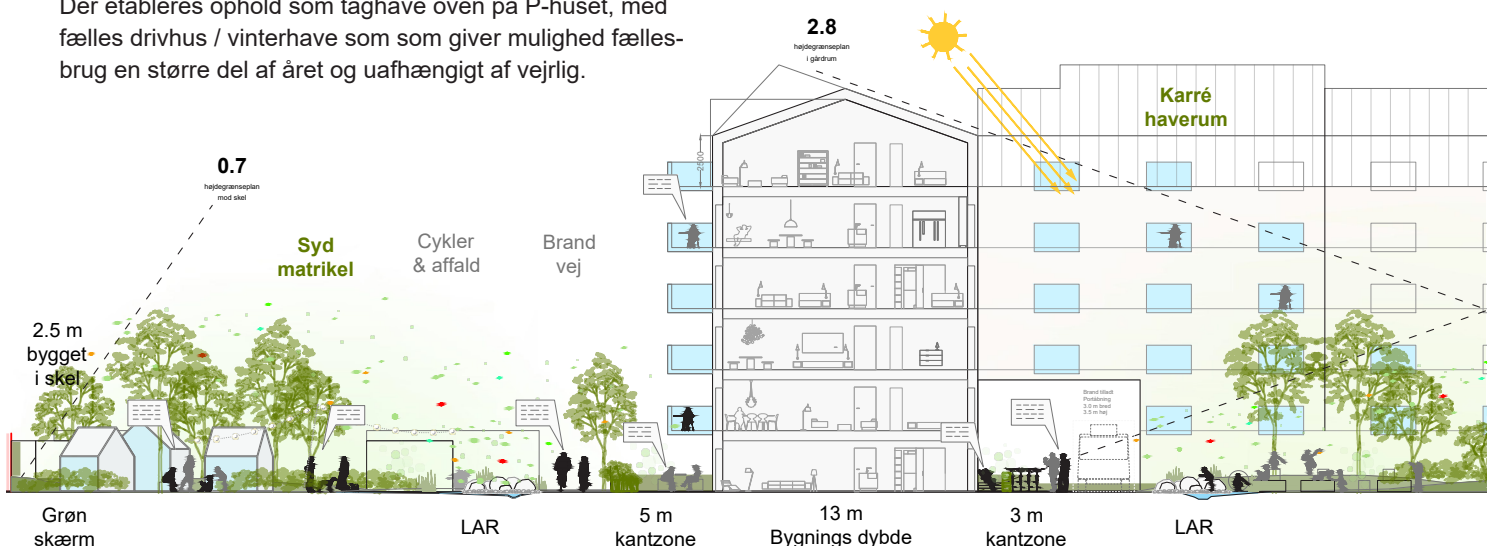 Der etableres ophold som taghave oven på P-huset, med
fælles drivhus / vinterhave som som giver mulighed fælles-
brug en større del af året og uafhængigt af vejrlig.
2.8
højdegrænseplan
i gårdrum
Karré
haverum
0.7
højdegrænseplan
mod skel
2500
Syd
matrikel
Cykler
& affald
Brand
vej
2.5 m
bygget
i skel
Brand tilladt
Portåbning
3.0 m bred
3.5 m høj
Grøn
skærm
LAR
5 m
kantzone
13 m
Bygnings dybde
3 m
kantzone
LAR